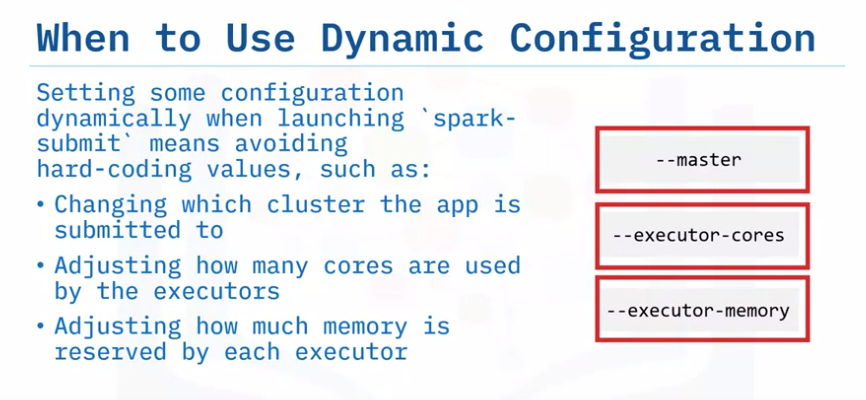 When to Use Dynamic Configuration
Setting some configuration
dynamically when launching `spark-
submit` means avoiding
hard-coding values, such as:
• Changing which cluster the app is
submitted to
• Adjusting how many cores are used
by the executors
• Adjusting how much memory is
reserved by each executor
--master
--executor-cores
--executor-memory